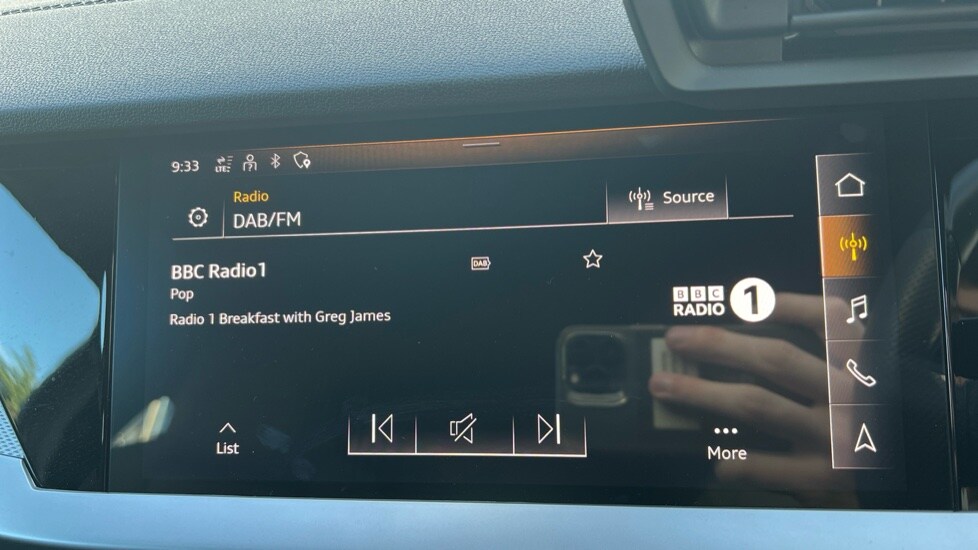 9:33 LTE
Radio
DAB/FM
Source
BBC Radio1
DAB
Pop
Radio 1 Breakfast with Greg James
BBC
RADIO 1
List
More